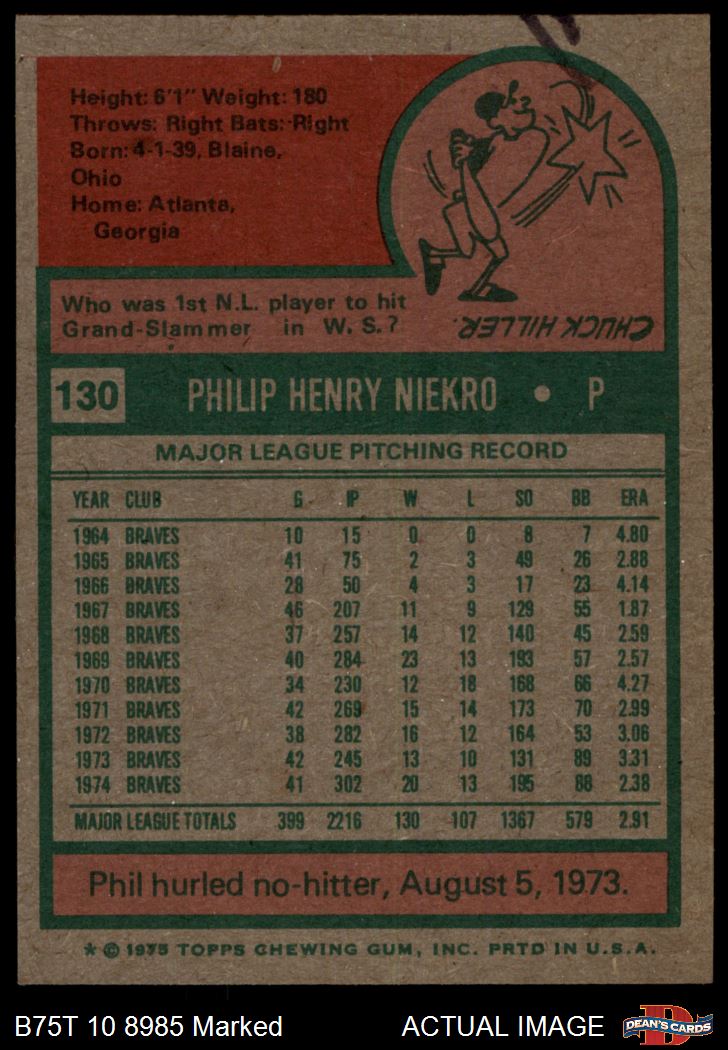 Height: 6'1" Weight: 180
Throws: Right Bats: Right
Born: 4-1-39, Blaine,
Ohio
Home: Atlanta,
Georgia
Who was 1st N.L. player to hit
Grand-Slammer in W. S.?
CHUCK HILLER.
130 PHILIP HENRY NIEKRO • P
MAJOR LEAGUE PITCHING RECORD
YEAR CLUB G IP W L SO BB ERA
1964 BRAVES 10 15 0 0 8 7 4.80
1965 BRAVES 41 75 2 3 49 26 2.88
1966 BRAVES 28 50 4 3 17 23 4.14
1967 BRAVES 46 207 11 9 129 55 1.87
1968 BRAVES 37 257 14 12 140 45 2.59
1969 BRAVES 40 284 23 13 193 57 2.57
1970 BRAVES 34 230 12 18 168 66 4.27
1971 BRAVES 42 269 15 14 173 70 2.99
1972 BRAVES 38 282 16 12 164 53 3.06
1973 BRAVES 42 245 13 10 131 89 3.31
1974 BRAVES 41 302 20 13 195 88 2.38
MAJOR LEAGUE TOTALS 399 2216 130 107 1367 579 2.91
Phil hurled no-hitter, August 5, 1973.
* © 1975 TOPPS CHEWING GUM, INC. PRTD IN U.S.A.
B75T 10 8985 Marked ACTUAL IMAGE
D
DEAN'S CARDS